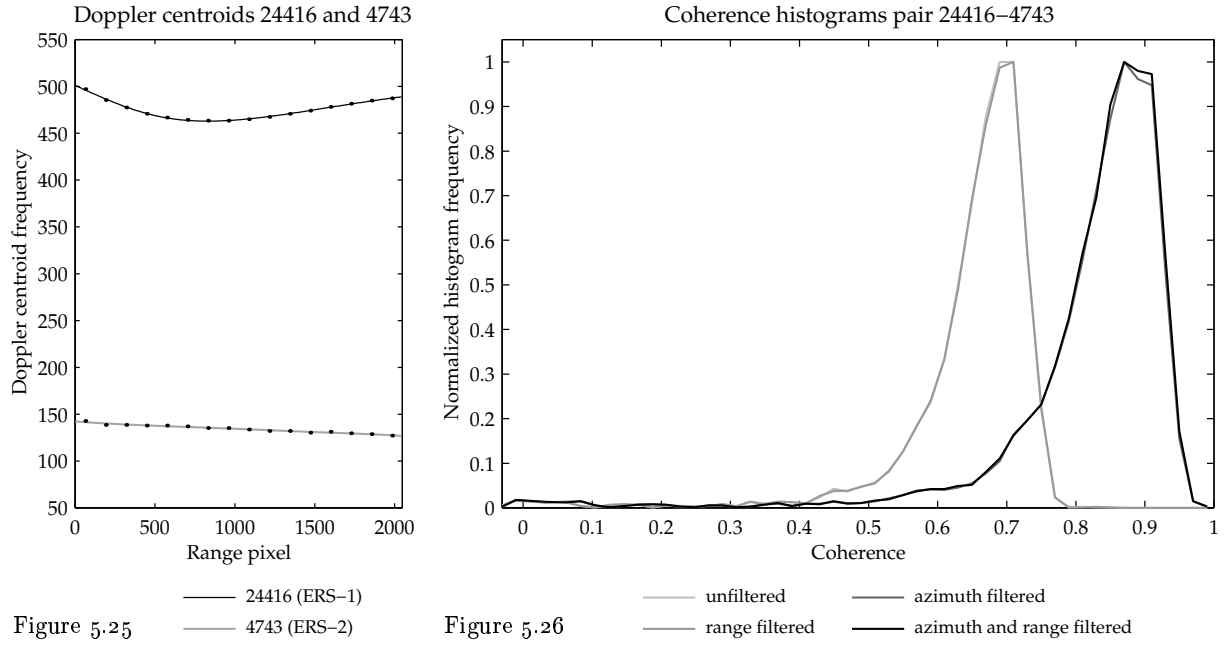 Doppler centroids 24416 and 4743
550
500
450
400
350
300
250
200
150
100
50
Doppler centroid frequency
0
500
1000
1500
2000
Range pixel
24416 (ERS−1)
4743 (ERS−2)
Figure 5.25
Coherence histograms pair 24416−4743
1
0.9
0.8
0.7
0.6
0.5
0.4
0.3
0.2
0.1
0
Normalized histogram frequency
0
0.1
0.2
0.3
0.4
0.5
0.6
0.7
0.8
0.9
1
Coherence
unfiltered
range filtered
azimuth filtered
azimuth and range filtered
Figure 5.26